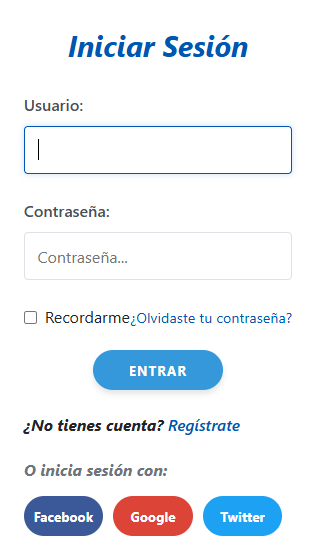 Iniciar Sesión
Usuario:
Contraseña:
Contraseña...
Recordarme¿Olvidaste tu contraseña?
ENTRAR
¿No tienes cuenta? Regístrate
O inicia sesión con:
Facebook Google Twitter